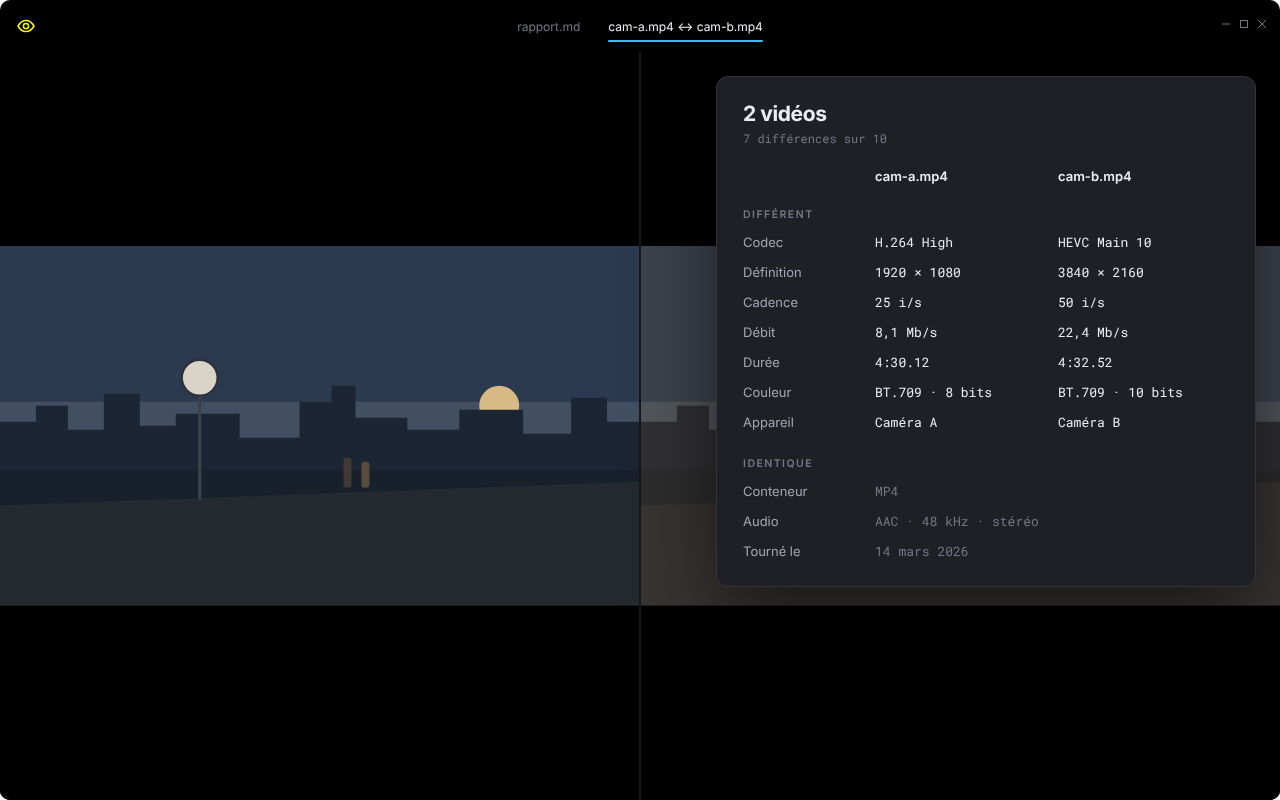 rapport.md
cam-a.mp4 ↔ cam-b.mp4
2 vidéos
7 différences sur 10
cam-a.mp4 cam-b.mp4
DIFFÉRENT
Codec H.264 High HEVC Main 10
Définition 1920 × 1080 3840 × 2160
Cadence 25 i/s 50 i/s
Débit 8,1 Mb/s 22,4 Mb/s
Durée 4:30.12 4:32.52
Couleur BT.709 · 8 bits BT.709 · 10 bits
Appareil Caméra A Caméra B
IDENTIQUE
Conteneur MP4
Audio AAC · 48 kHz · stéréo
Tourné le 14 mars 2026